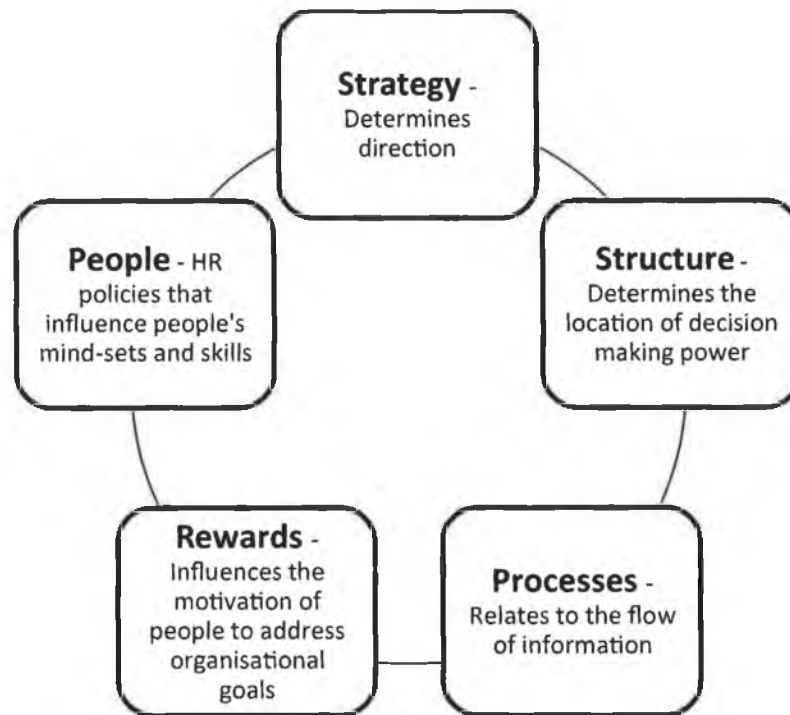 Strategy -
Determines
direction
Structure -
Determines the
location of decision
making power
Processes -
Relates to the flow
of information
Rewards -
Influences the
motivation of
people to address
organisational
goals
People - HR
policies that
influence people's
mind-sets and skills